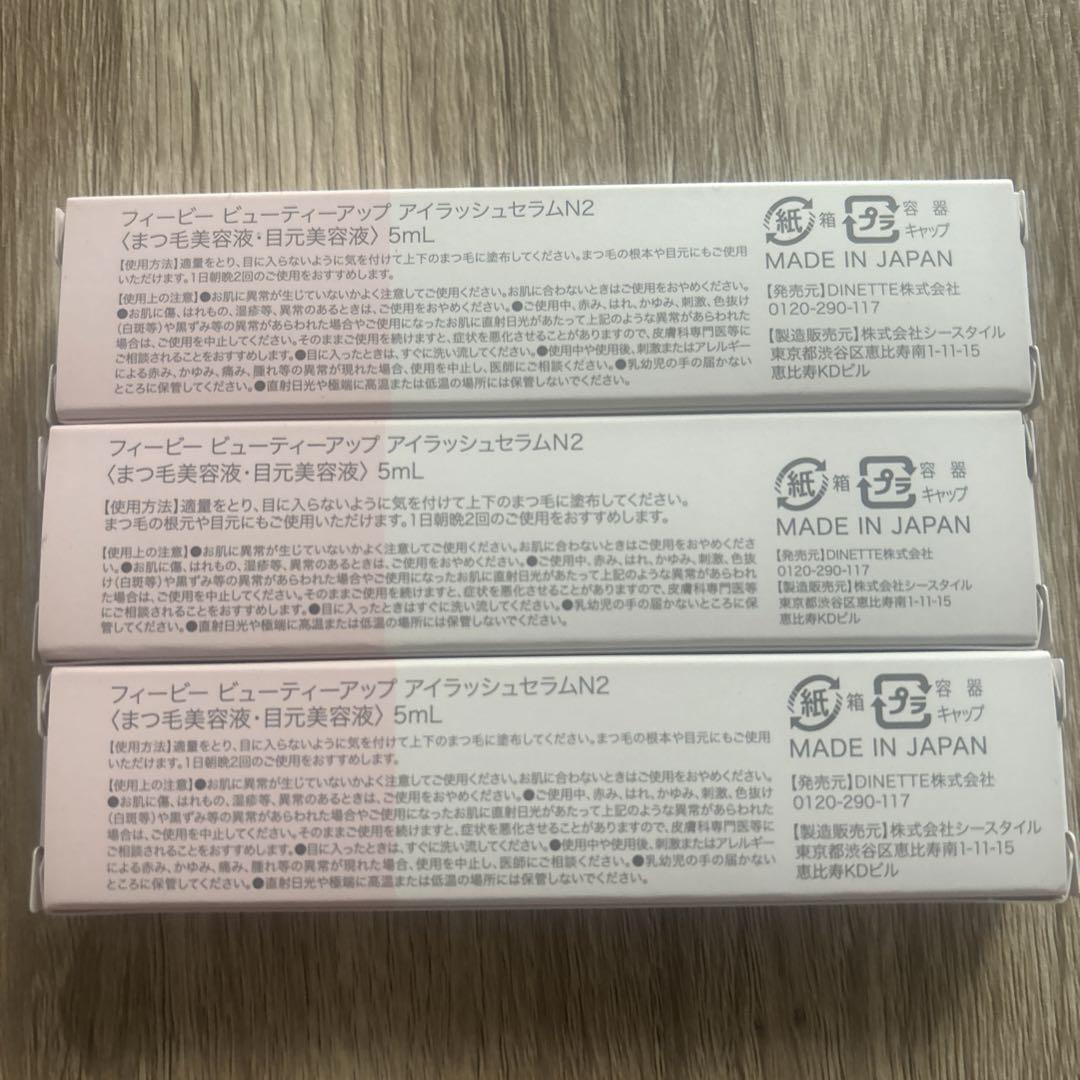 フィービー ビューティーアップ アイラッシュセラムN2
〈まつ毛美容液・目元美容液〉 5mL
【使用方法】適量をとり、目に入らないように気を付けて上下のまつ毛に塗布してください。まつ毛の根本や目元にもご使用
いただけます。1日朝晩2回のご使用をおすすめします。
【使用上の注意】●お肌に異常が生じていないかよく注意してご使用ください。お肌に合わないときはご使用をおやめください。
●お肌に傷、はれもの、湿疹等、異常のあるときは、ご使用をおやめください。●ご使用中、赤み、はれ、かゆみ、刺激、色抜け
(白斑等)や黒ずみ等の異常があらわれた場合やご使用になったお肌に直射日光があたって上記のような異常があらわれた
場合は、ご使用を中止してください。そのままご使用を続けますと、症状を悪化させることがありますので、皮膚科専門医等に
ご相談されることをおすすめします。●目に入ったときは、すぐに洗い流してください。●使用中や使用後、刺激またはアレルギー
による赤み、かゆみ、痛み、腫れ等の異常が現れた場合、使用を中止し、医師にご相談ください。●乳幼児の手の届かない
ところに保管してください。●直射日光や極端に高温または低温の場所には保管しないでください。
紙 箱 プラ 容器
キャップ
MADE IN JAPAN
【発売元】DINETTE株式会社
0120-290-117
【製造販売元】株式会社シースタイル
東京都渋谷区恵比寿南1-11-15
恵比寿KDビル
フィービー ビューティーアップ アイラッシュセラムN2
〈まつ毛美容液・目元美容液〉 5mL
【使用方法】適量をとり、目に入らないように気を付けて上下のまつ毛に塗布してください。
まつ毛の根元や目元にもご使用いただけます。1日朝晩2回のご使用をおすすめします。
【使用上の注意】●お肌に異常が生じていないかよく注意してご使用ください。お肌に合わないときはご使用をおやめくださ
い。●お肌に傷、はれもの、湿疹等、異常のあるときは、ご使用をおやめください。●ご使用中、赤み、はれ、かゆみ、刺激、色抜
け(白斑等)や黒ずみ等の異常があらわれた場合やご使用になったお肌に直射日光があたって上記のような異常があらわれ
た場合は、ご使用を中止してください。そのままご使用を続けますと、症状を悪化させることがありますので、皮膚科専門医等
にご相談されることをおすすめします。●目に入ったときはすぐに洗い流してください。●乳幼児の手の届かないところに保
管してください。●直射日光や極端に高温または低温の場所には保管しないでください。
紙 箱 プラ 容器
キャップ
MADE IN JAPAN
【発売元】DINETTE株式会社
0120-290-117
【製造販売元】株式会社シースタイル
東京都渋谷区恵比寿南1-11-15
恵比寿KDビル
フィービー ビューティーアップ アイラッシュセラムN2
〈まつ毛美容液・目元美容液〉 5mL
【使用方法】適量をとり、目に入らないように気を付けて上下のまつ毛に塗布してください。まつ毛の根本や目元にもご使用
いただけます。1日朝晩2回のご使用をおすすめします。
【使用上の注意】●お肌に異常が生じていないかよく注意してご使用ください。お肌に合わないときはご使用をおやめください。
●お肌に傷、はれもの、湿疹等、異常のあるときは、ご使用をおやめください。●ご使用中、赤み、はれ、かゆみ、刺激、色抜け
(白斑等)や黒ずみ等の異常があらわれた場合やご使用になったお肌に直射日光があたって上記のような異常があらわれた
場合は、ご使用を中止してください。そのままご使用を続けますと、症状を悪化させることがありますので、皮膚科専門医等に
ご相談されることをおすすめします。●目に入ったときは、すぐに洗い流してください。●使用中や使用後、刺激またはアレルギー
による赤み、かゆみ、痛み、腫れ等の異常が現れた場合、使用を中止し、医師にご相談ください。●乳幼児の手の届かない
ところに保管してください。●直射日光や極端に高温または低温の場所には保管しないでください。
紙 箱 プラ 容器
キャップ
MADE IN JAPAN
【発売元】DINETTE株式会社
0120-290-117
【製造販売元】株式会社シースタイル
東京都渋谷区恵比寿南1-11-15
恵比寿KDビル